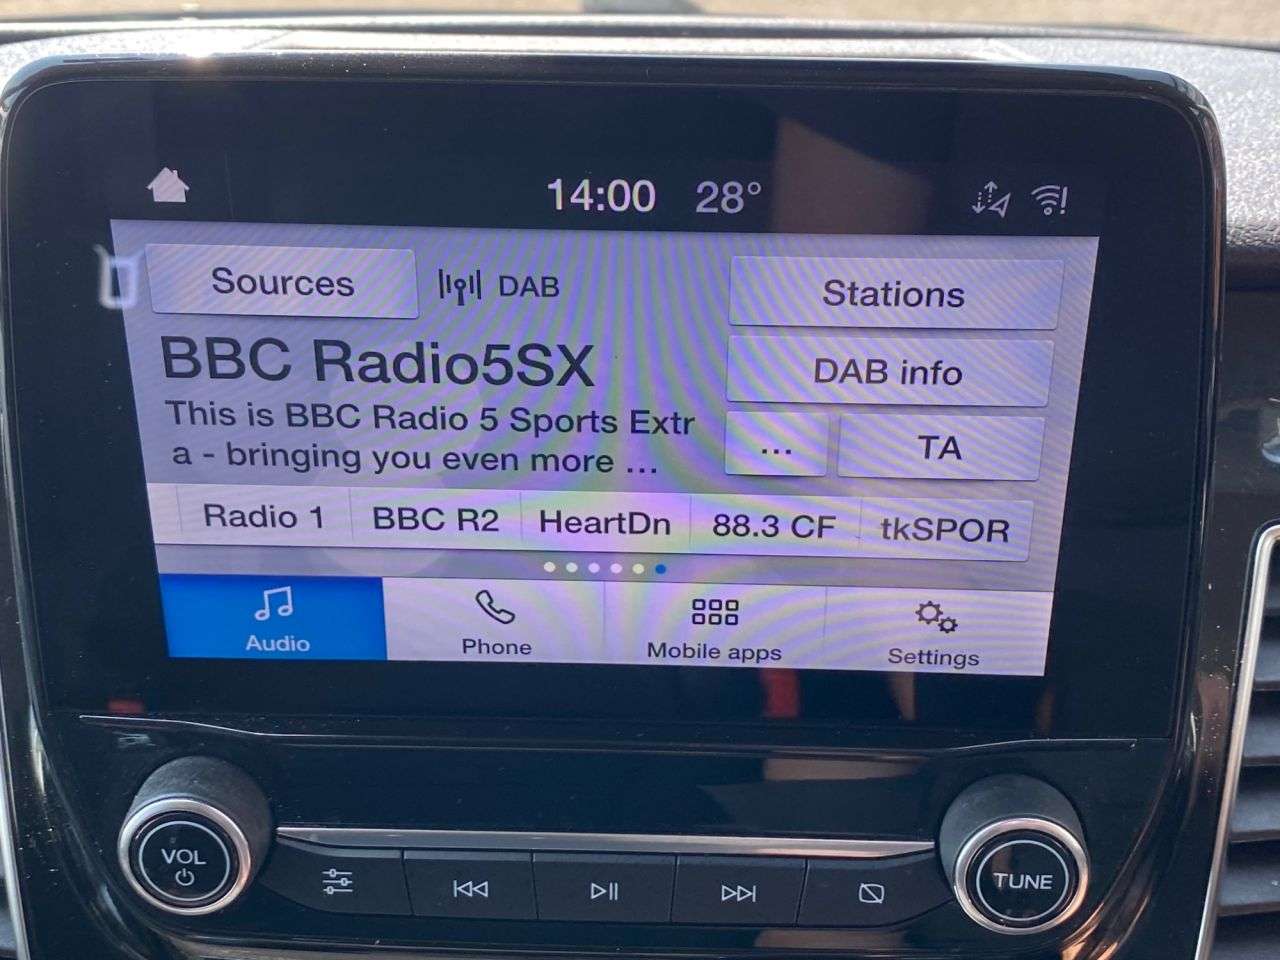 14:00 28°
Sources DAB Stations
BBC Radio5SX DAB info
This is BBC Radio 5 Sports Extr
a - bringing you even more ...
... TA
Radio 1 BBC R2 HeartDn 88.3 CF tkSPOR
Audio Phone Mobile apps Settings
VOL TUNE